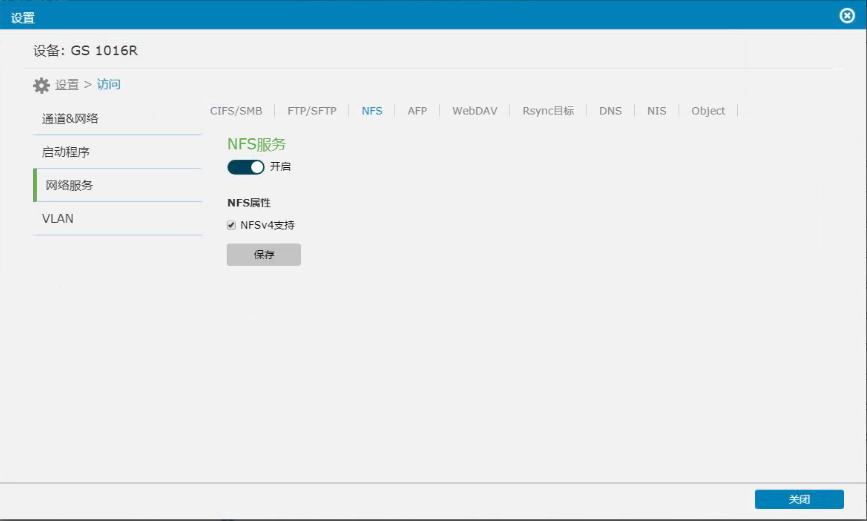 设置
设备: GS 1016R
设置 > 访问
通道&网络
启动程序
网络服务
VLAN
CIFS/SMB FTP/SFTP NFS AFP WebDAV Rsync目标 DNS NIS Object
NFS服务
开启
NFS属性
NFSv4支持
保存
关闭